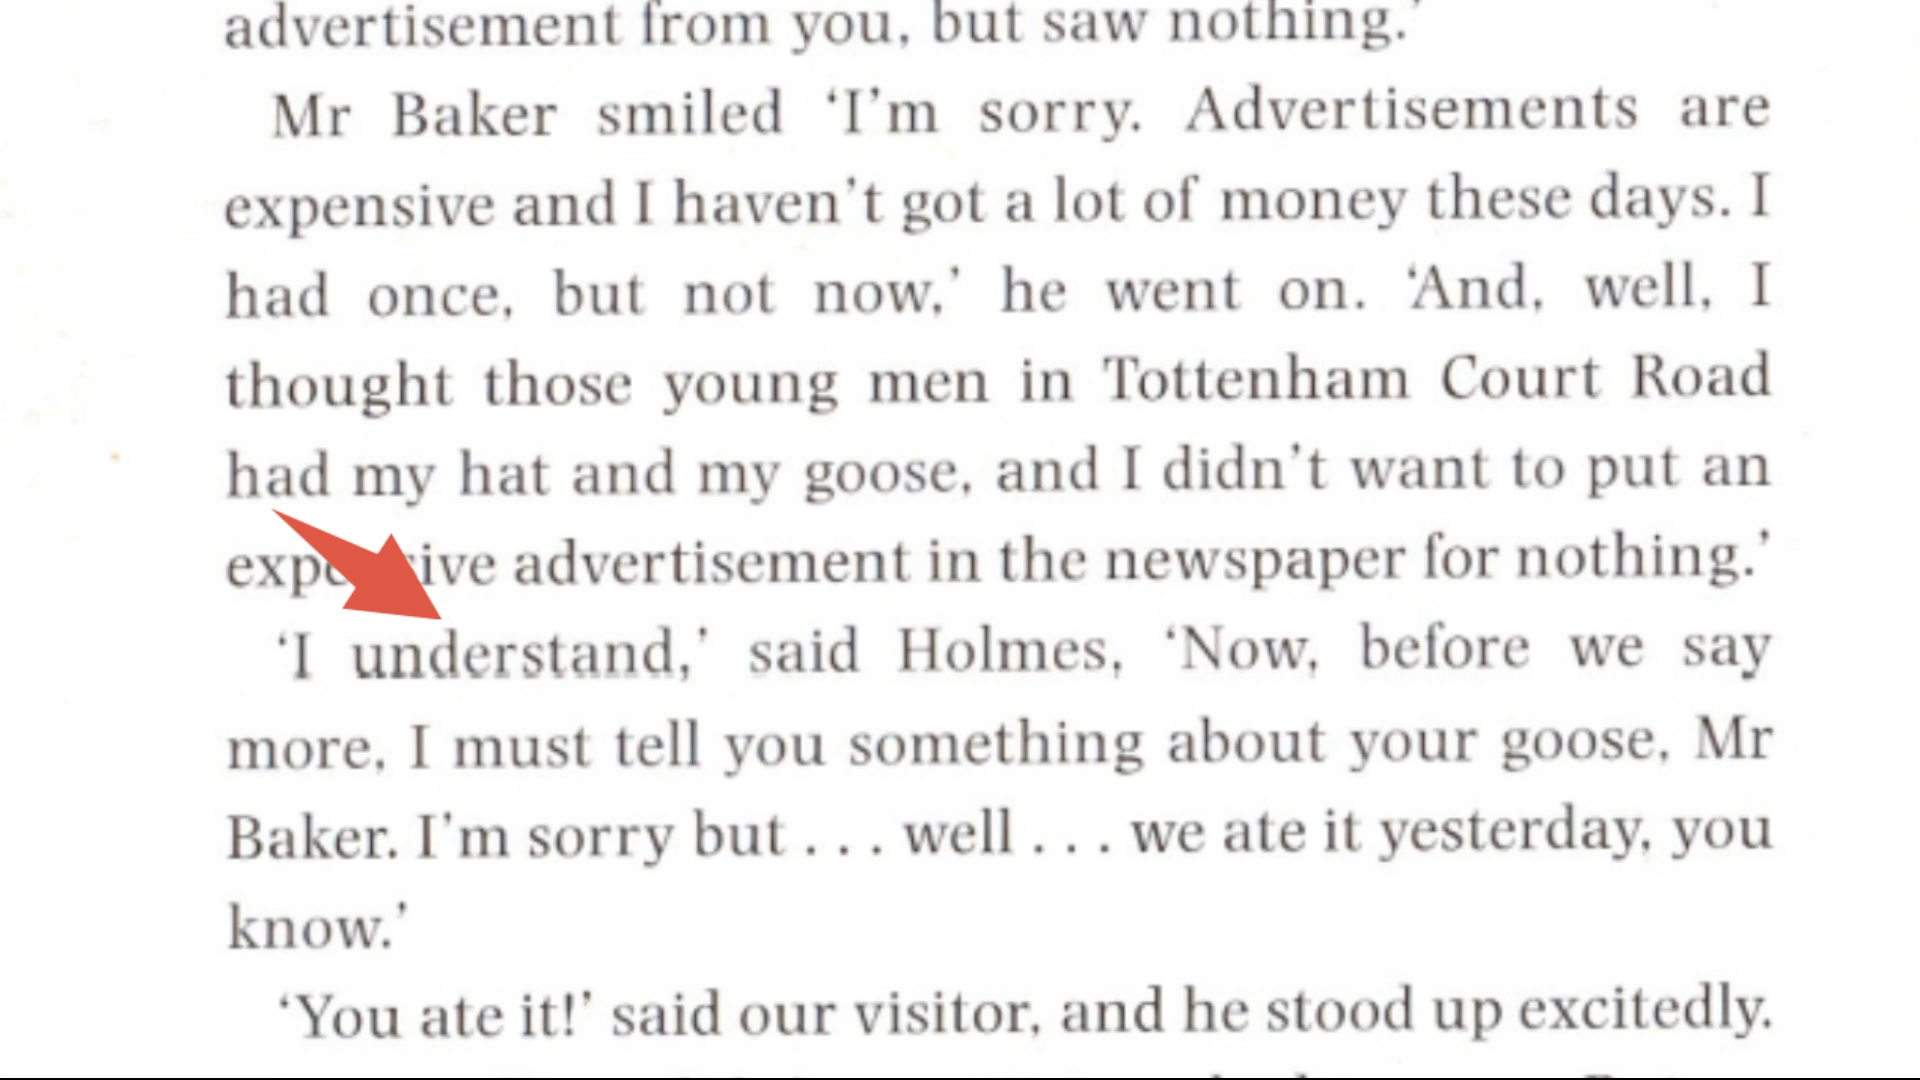 advertisement from you, but saw nothing.’
Mr Baker smiled ‘I’m sorry. Advertisements are
expensive and I haven’t got a lot of money these days. I
had once, but not now,’ he went on. ‘And, well, I
thought those young men in Tottenham Court Road
had my hat and my goose, and I didn’t want to put an
advertisement in the newspaper for nothing.’
‘I understand,’ said Holmes, ‘Now, before we say
more, I must tell you something about your goose, Mr
Baker. I’m sorry but . . . well . . . we ate it yesterday, you
know.’
‘You ate it!’ said our visitor, and he stood up excitedly.